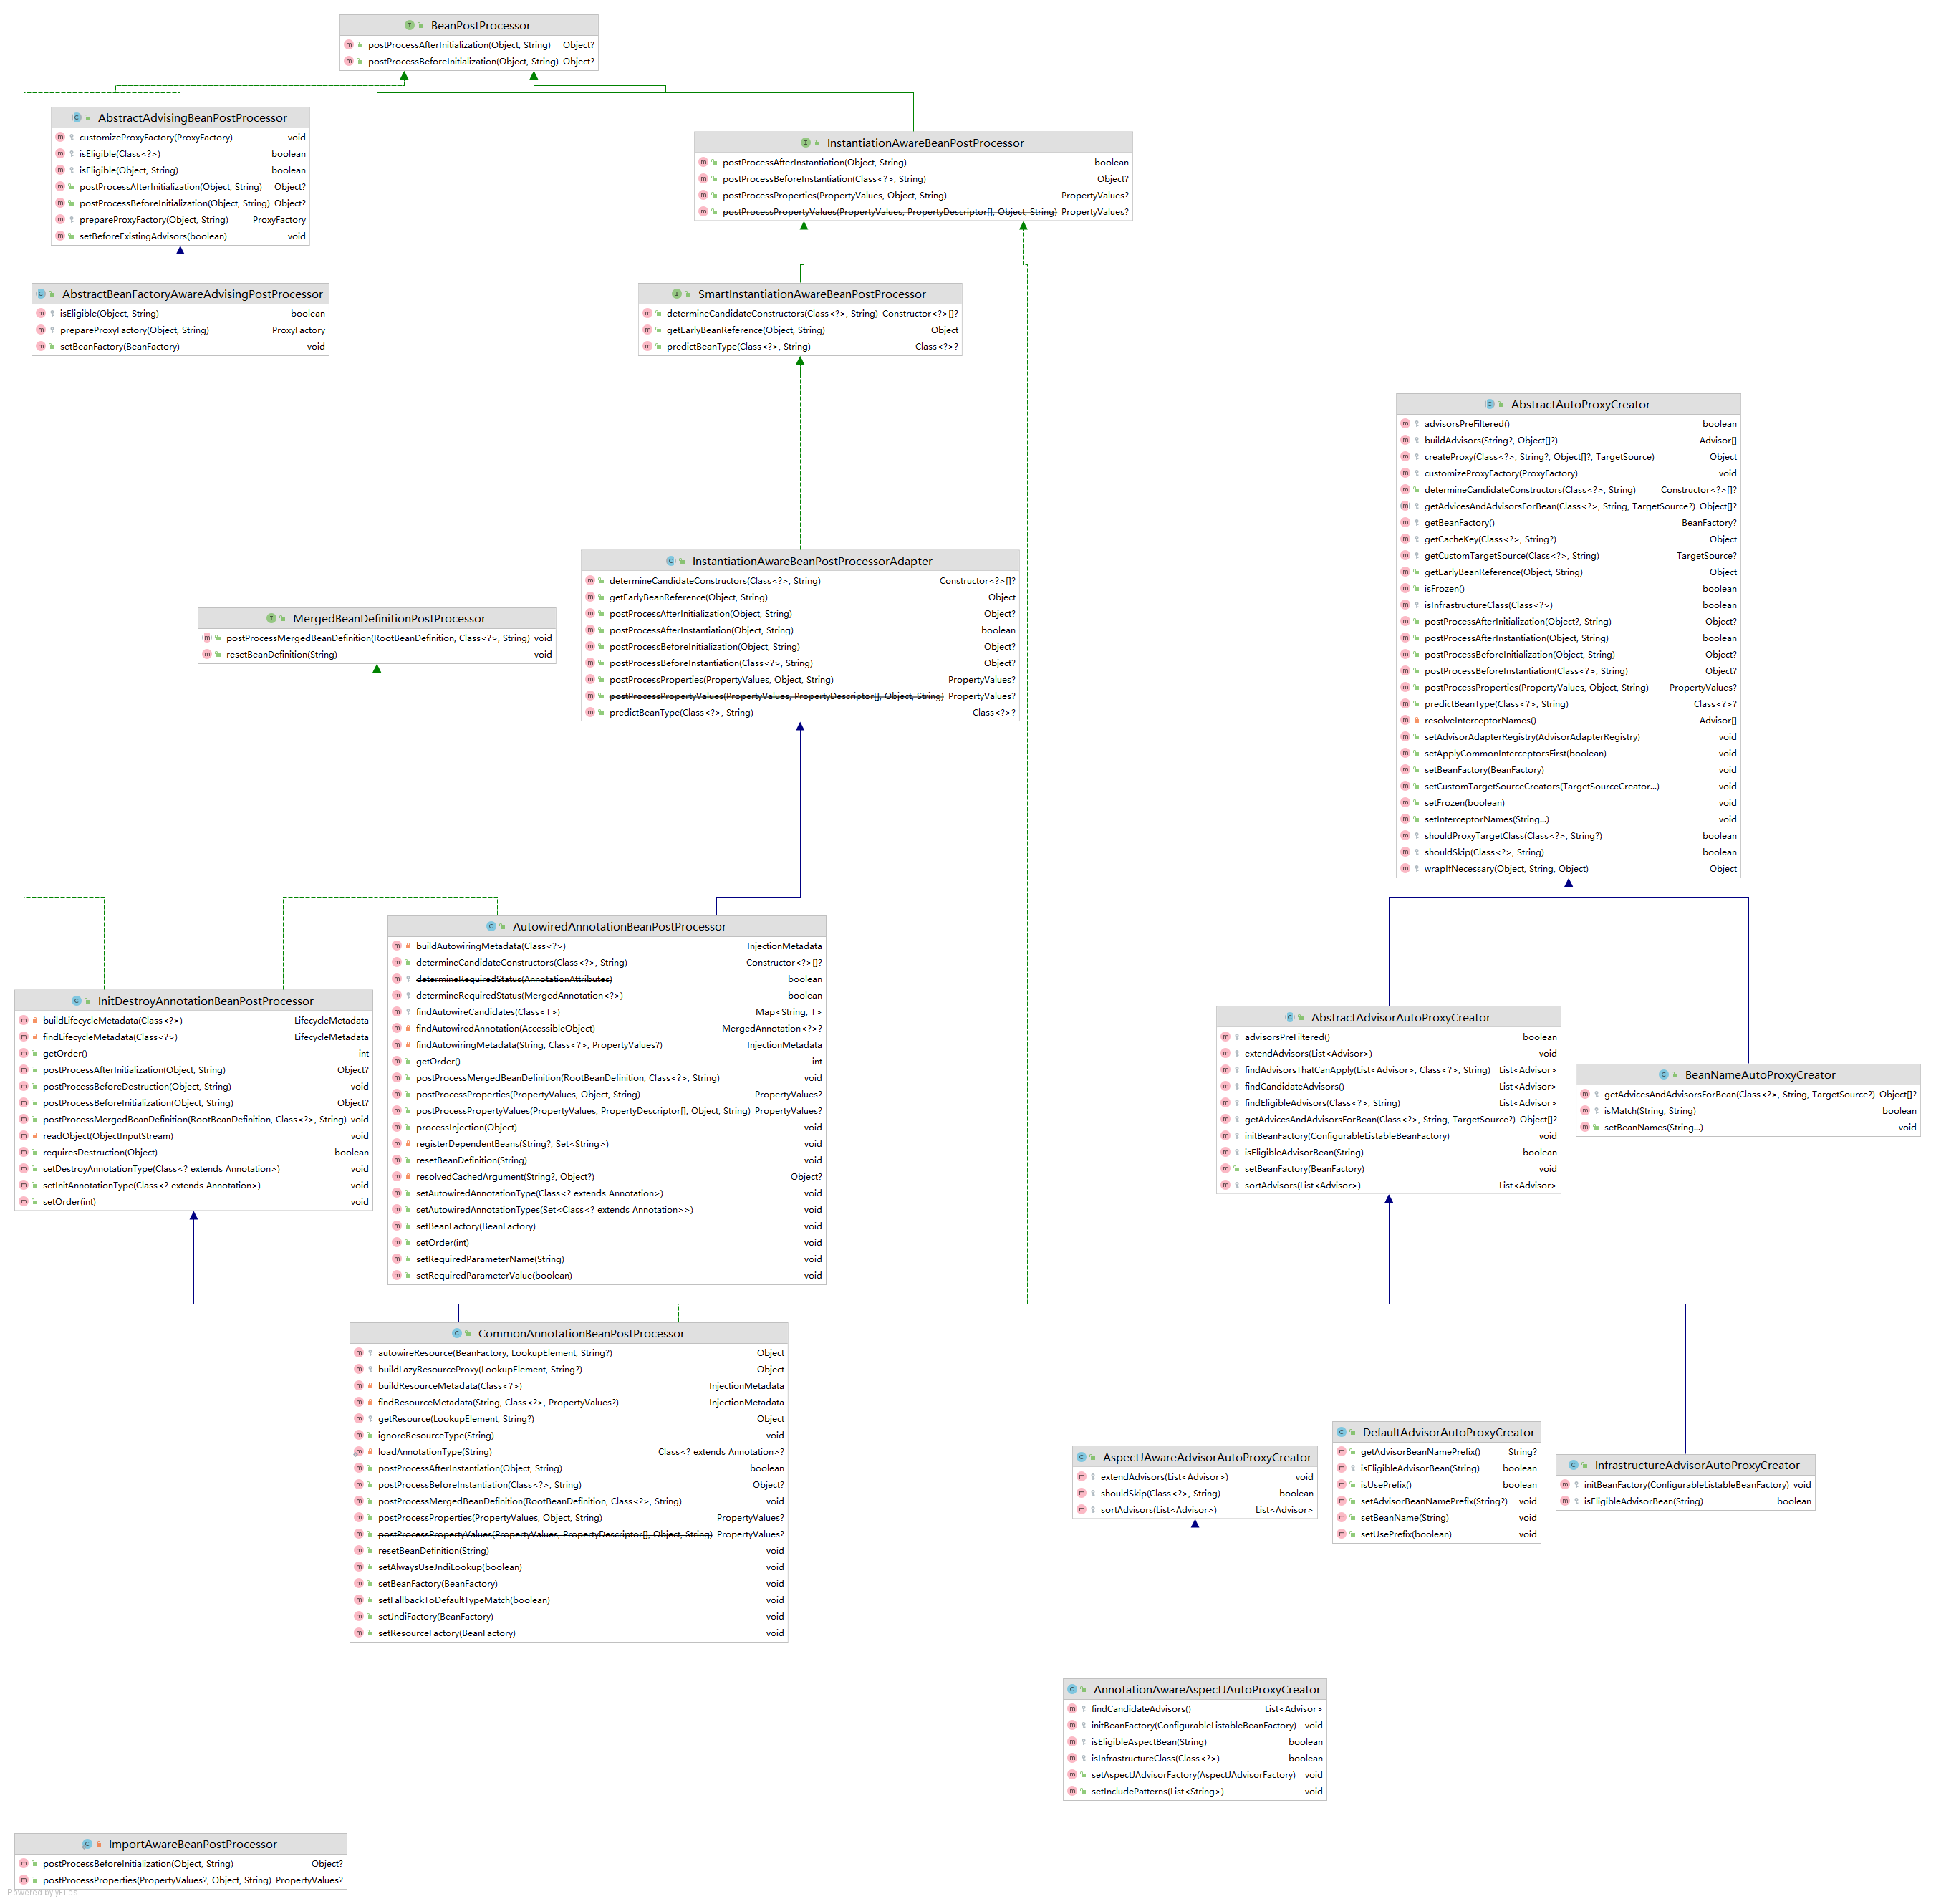 BeanPostProcessor
postProcessAfterInitialization(Object, String) Object?
postProcessBeforeInitialization(Object, String) Object?
AbstractAdvisingBeanPostProcessor
customizeProxyFactory(ProxyFactory) void
isEligible(Class<?>) boolean
isEligible(Object, String) boolean
postProcessAfterInitialization(Object, String) Object?
postProcessBeforeInitialization(Object, String) Object?
prepareProxyFactory(Object, String) ProxyFactory
setBeforeExistingAdvisors(boolean) void
InstantiationAwareBeanPostProcessor
postProcessAfterInstantiation(Object, String) boolean
postProcessBeforeInstantiation(Class<?>, String) Object?
postProcessProperties(PropertyValues, Object, String) PropertyValues?
postProcessPropertyValues(PropertyValues, PropertyDescriptor[], Object, String) PropertyValues?
AbstractBeanFactoryAwareAdvisingPostProcessor
isEligible(Object, String) boolean
prepareProxyFactory(Object, String) ProxyFactory
setBeanFactory(BeanFactory) void
SmartInstantiationAwareBeanPostProcessor
determineCandidateConstructors(Class<?>, String) Constructor<?>[]?
getEarlyBeanReference(Object, String) Object
predictBeanType(Class<?>, String) Class<?>?
AbstractAutoProxyCreator
advisorsPreFiltered() boolean
buildAdvisors(String?, Object[]?) Advisor[]
createProxy(Class<?>, String?, Object[]?, TargetSource) Object
customizeProxyFactory(ProxyFactory) void
determineCandidateConstructors(Class<?>, String) Constructor<?>[]?
getAdvicesAndAdvisorsForBean(Class<?>, String, TargetSource?) Object[]?
getBeanFactory() BeanFactory?
getCacheKey(Class<?>, String?) Object
getCustomTargetSource(Class<?>, String) TargetSource?
getEarlyBeanReference(Object, String) Object
isFrozen() boolean
isInfrastructureClass(Class<?>) boolean
postProcessAfterInitialization(Object?, String) Object?
postProcessAfterInstantiation(Object, String) boolean
postProcessBeforeInitialization(Object, String) Object?
postProcessBeforeInstantiation(Class<?>, String) Object?
postProcessProperties(PropertyValues, Object, String) PropertyValues?
predictBeanType(Class<?>, String) Class<?>?
resolveInterceptorNames() Advisor[]
setAdvisorAdapterRegistry(AdvisorAdapterRegistry) void
setApplyCommonInterceptorsFirst(boolean) void
setBeanFactory(BeanFactory) void
setCustomTargetSourceCreators(TargetSourceCreator...) void
setFrozen(boolean) void
setInterceptorNames(String...) void
shouldProxyTargetClass(Class<?>, String?) boolean
shouldSkip(Class<?>, String) boolean
wrapIfNecessary(Object, String, Object) Object
InstantiationAwareBeanPostProcessorAdapter
determineCandidateConstructors(Class<?>, String) Constructor<?>[]?
getEarlyBeanReference(Object, String) Object
postProcessAfterInitialization(Object, String) Object?
postProcessAfterInstantiation(Object, String) boolean
postProcessBeforeInitialization(Object, String) Object?
postProcessBeforeInstantiation(Class<?>, String) Object?
postProcessProperties(PropertyValues, Object, String) PropertyValues?
postProcessPropertyValues(PropertyValues, PropertyDescriptor[], Object, String) PropertyValues?
predictBeanType(Class<?>, String) Class<?>?
MergedBeanDefinitionPostProcessor
postProcessMergedBeanDefinition(RootBeanDefinition, Class<?>, String) void
resetBeanDefinition(String) void
AutowiredAnnotationBeanPostProcessor
buildAutowiringMetadata(Class<?>) InjectionMetadata
determineCandidateConstructors(Class<?>, String) Constructor<?>[]?
determineRequiredStatus(AnnotationAttributes) boolean
determineRequiredStatus(MergedAnnotation<?>) boolean
findAutowireCandidates(Class<T>) Map<String, T>
findAutowiredAnnotation(AccessibleObject) MergedAnnotation<?>?
findAutowiringMetadata(String, Class<?>, PropertyValues?) InjectionMetadata
getOrder() int
postProcessMergedBeanDefinition(RootBeanDefinition, Class<?>, String) void
postProcessProperties(PropertyValues, Object, String) PropertyValues?
postProcessPropertyValues(PropertyValues, PropertyDescriptor[], Object, String) PropertyValues?
processInjection(Object) void
registerDependentBeans(String?, Set<String>) void
resetBeanDefinition(String) void
resolvedCachedArgument(String?, Object?) Object?
setAutowiredAnnotationType(Class<? extends Annotation>) void
setAutowiredAnnotationTypes(Set<Class<? extends Annotation>>) void
setBeanFactory(BeanFactory) void
setOrder(int) void
setRequiredParameterName(String) void
setRequiredParameterValue(boolean) void
InitDestroyAnnotationBeanPostProcessor
buildLifecycleMetadata(Class<?>) LifecycleMetadata
findLifecycleMetadata(Class<?>) LifecycleMetadata
getOrder() int
postProcessAfterInitialization(Object, String) Object?
postProcessBeforeDestruction(Object, String) void
postProcessBeforeInitialization(Object, String) Object?
postProcessMergedBeanDefinition(RootBeanDefinition, Class<?>, String) void
readObject(ObjectInputStream) void
requiresDestruction(Object) boolean
setDestroyAnnotationType(Class<? extends Annotation>) void
setInitAnnotationType(Class<? extends Annotation>) void
setOrder(int) void
AbstractAdvisorAutoProxyCreator
advisorsPreFiltered() boolean
extendAdvisors(List<Advisor>) void
findAdvisorsThatCanApply(List<Advisor>, Class<?>, String) List<Advisor>
findCandidateAdvisors() List<Advisor>
findEligibleAdvisors(Class<?>, String) List<Advisor>
getAdvicesAndAdvisorsForBean(Class<?>, String, TargetSource?) Object[]?
initBeanFactory(ConfigurableListableBeanFactory) void
isEligibleAdvisorBean(String) boolean
setBeanFactory(BeanFactory) void
sortAdvisors(List<Advisor>) List<Advisor>
BeanNameAutoProxyCreator
getAdvicesAndAdvisorsForBean(Class<?>, String, TargetSource?) Object[]?
isMatch(String, String) boolean
setBeanNames(String...) void
CommonAnnotationBeanPostProcessor
autowireResource(BeanFactory, LookupElement, String?) Object
buildLazyResourceProxy(LookupElement, String?) Object
buildResourceMetadata(Class<?>) InjectionMetadata
findResourceMetadata(String, Class<?>, PropertyValues?) InjectionMetadata
getResource(LookupElement, String?) Object
ignoreResourceType(String) void
loadAnnotationType(String) Class<? extends Annotation>?
postProcessAfterInstantiation(Object, String) boolean
postProcessBeforeInstantiation(Class<?>, String) Object?
postProcessMergedBeanDefinition(RootBeanDefinition, Class<?>, String) void
postProcessProperties(PropertyValues, Object, String) PropertyValues?
postProcessPropertyValues(PropertyValues, PropertyDescriptor[], Object, String) PropertyValues?
resetBeanDefinition(String) void
setAlwaysUseJndiLookup(boolean) void
setBeanFactory(BeanFactory) void
setFallbackToDefaultTypeMatch(boolean) void
setJndiFactory(BeanFactory) void
setResourceFactory(BeanFactory) void
AspectJAwareAdvisorAutoProxyCreator
extendAdvisors(List<Advisor>) void
shouldSkip(Class<?>, String) boolean
sortAdvisors(List<Advisor>) List<Advisor>
DefaultAdvisorAutoProxyCreator
getAdvisorBeanNamePrefix() String?
isEligibleAdvisorBean(String) boolean
isUsePrefix() boolean
setAdvisorBeanNamePrefix(String?) void
setBeanName(String) void
setUsePrefix(boolean) void
InfrastructureAdvisorAutoProxyCreator
initBeanFactory(ConfigurableListableBeanFactory) void
isEligibleAdvisorBean(String) boolean
AnnotationAwareAspectJAutoProxyCreator
findCandidateAdvisors() List<Advisor>
initBeanFactory(ConfigurableListableBeanFactory) void
isEligibleAspectBean(String) boolean
isInfrastructureClass(Class<?>) boolean
setAspectJAdvisorFactory(AspectJAdvisorFactory) void
setIncludePatterns(List<String>) void
ImportAwareBeanPostProcessor
postProcessBeforeInitialization(Object, String) Object?
postProcessProperties(PropertyValues?, Object, String) PropertyValues?
Powered by yFiles